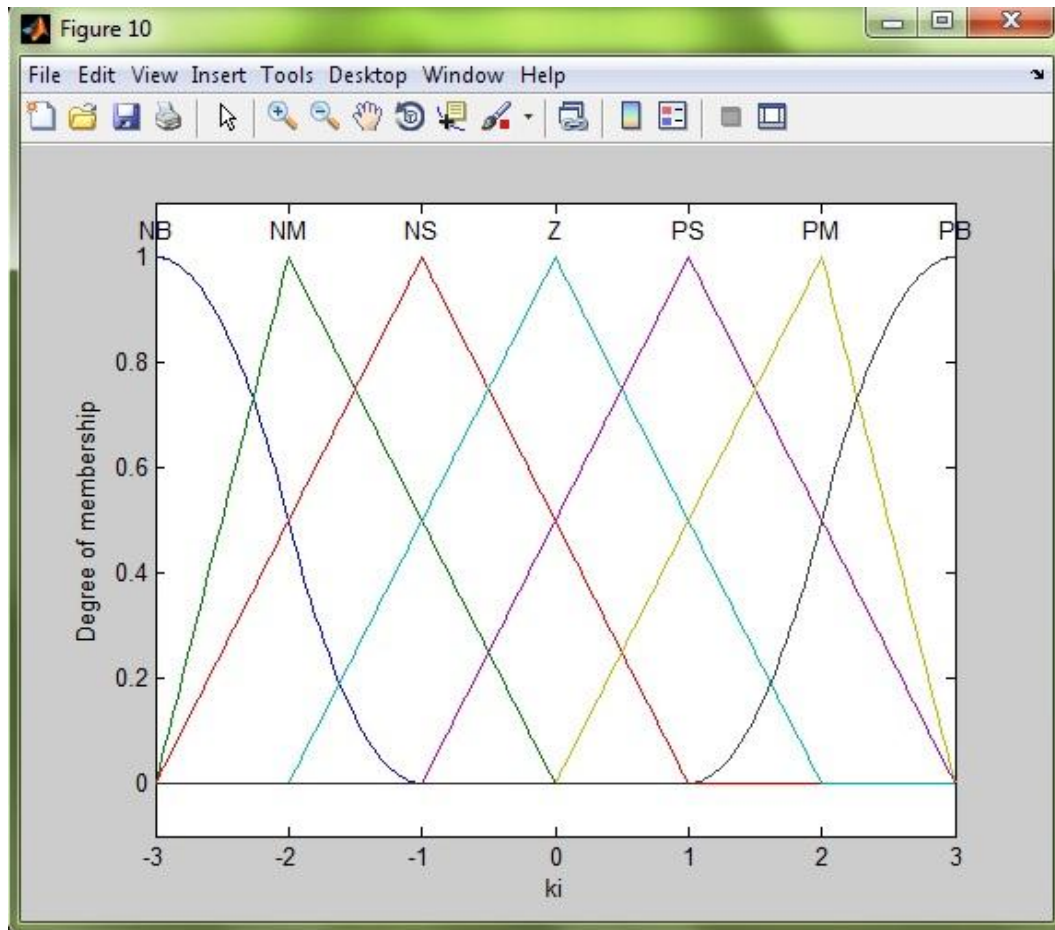 Figure 10
File Edit View Insert Tools Desktop Window Help
NB NM NS Z PS PM PB
1
0.8
0.6
0.4
0.2
0
Degree of membership
-3 -2 -1 0 1 2 3
ki